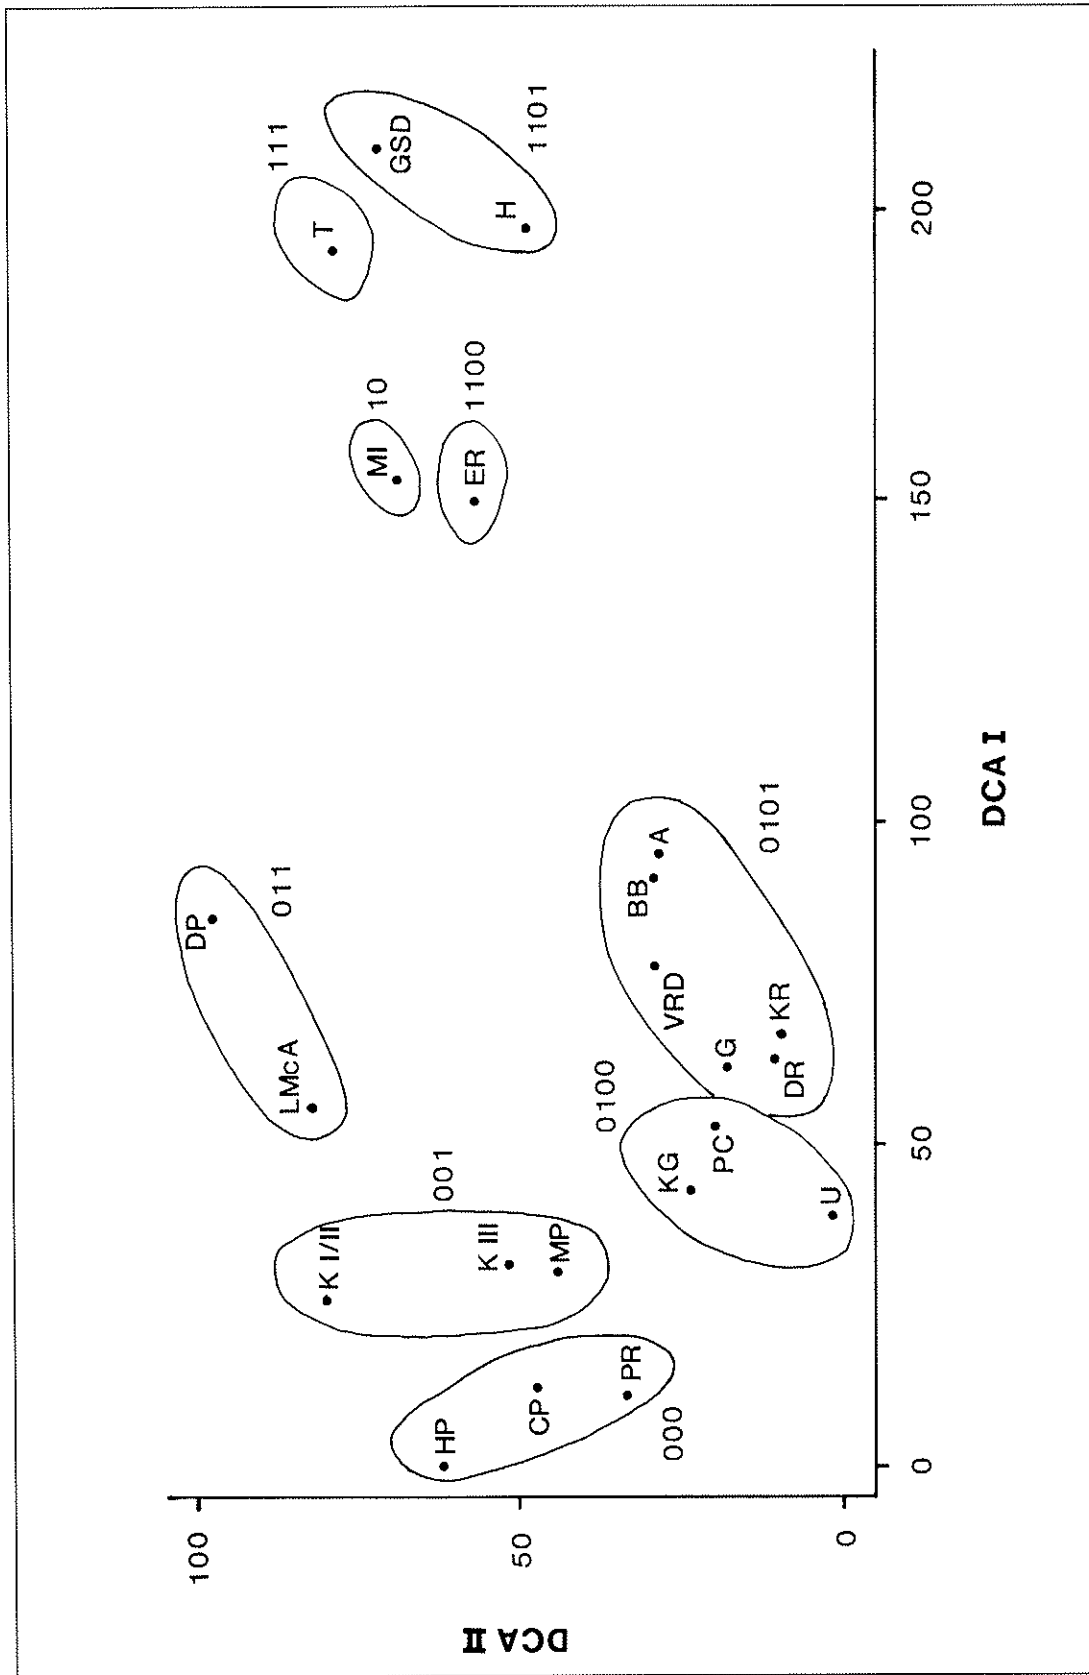 DCA II
100
50
0
0
50
100
150
200
DCA I
HP
CP
PR
000
K I/II
K III
MP
001
LMcA
DP
011
KG
PC
U
0100
VRD
BB
A
G
DR
KR
0101
MI
10
ER
1100
T
111
GSD
H
1101